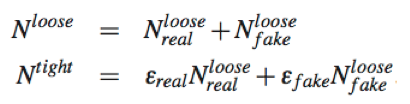 N^{loose} = N^{loose}_{real} + N^{loose}_{fake}
N^{tight} = ε_{real}N^{loose}_{real} + ε_{fake}N^{loose}_{fake}